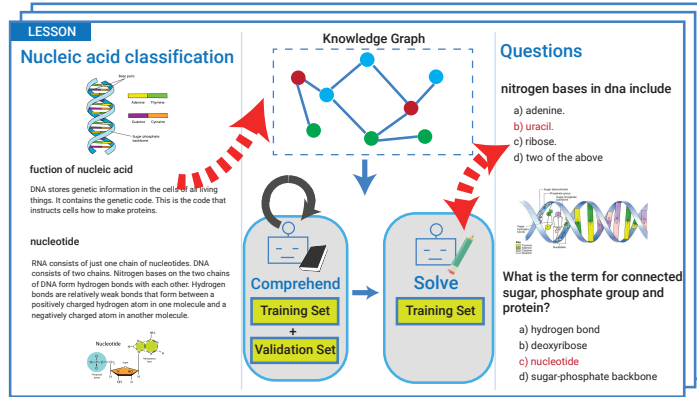 LESSON
Nucleic acid classification
Base pairs
Adenine Thymine
Guanine Cytosine
Sugar phosphate
backbone
fuction of nucleic acid
DNA stores genetic information in the cells of all living
things. It contains the genetic code. This is the code that
instructs cells how to make proteins.
nucleotide
RNA consists of just one chain of nucleotides. DNA
consists of two chains. Nitrogen bases on the two chains
of DNA form hydrogen bonds with each other. Hydrogen
bonds are relatively weak bonds that form between a
positively charged hydrogen atom in one molecule and a
negatively charged atom in another molecule.
Nucleotide
Knowledge Graph
Comprehend
Training Set
+
Validation Set
Solve
Training Set
Questions
nitrogen bases in dna include
a) adenine.
b) uracil.
c) ribose.
d) two of the above
What is the term for connected
sugar, phosphate group and
protein?
a) hydrogen bond
b) deoxyribose
c) nucleotide
d) sugar-phosphate backbone